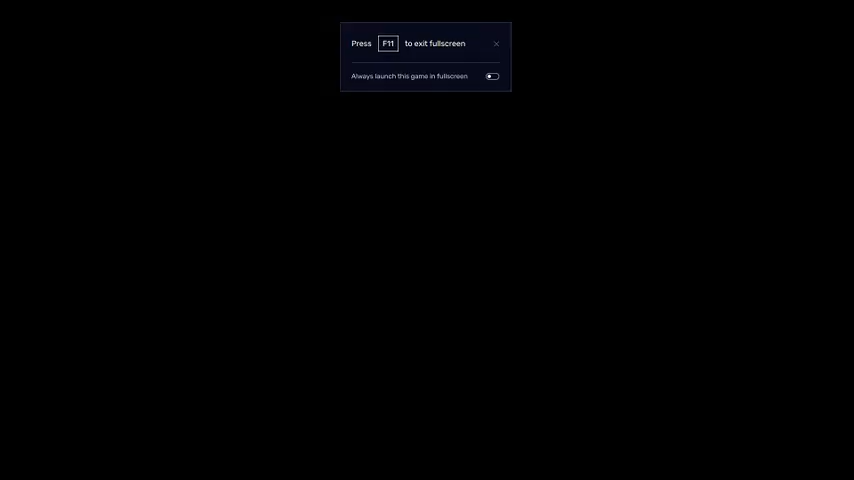 Press F11 to exit fullscreen
Always launch this game in fullscreen